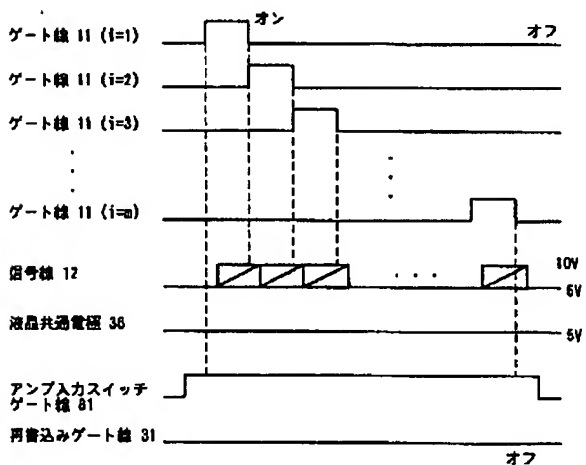 オン
オフ
ゲート線 11 (i=1)
ゲート線 11 (i=2)
ゲート線 11 (i=3)
ゲート線 11 (i=m)
信号線 12
10V
6V
液晶共通電極 38
5V
アンプ入力スイッチ
ゲート線 81
再書込みゲート線 31
オフ